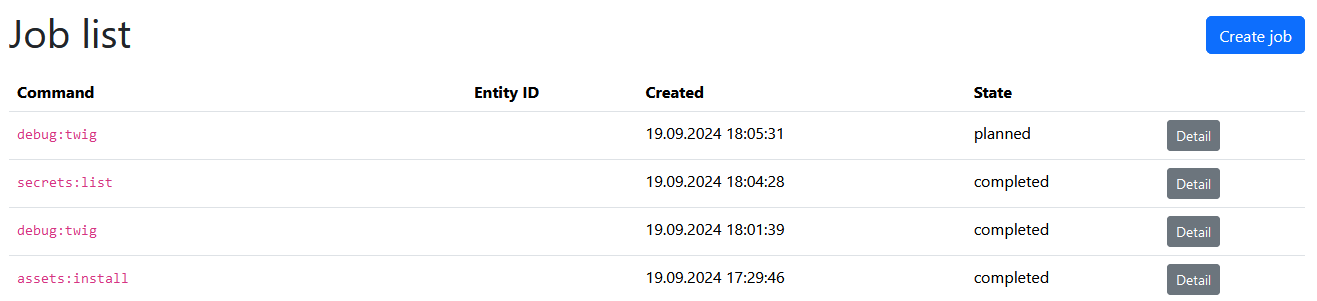 Job list Create job
Command Entity ID Created State
debug:twig 19.09.2024 18:05:31 planned Detail
secrets:list 19.09.2024 18:04:28 completed Detail
debug:twig 19.09.2024 18:01:39 completed Detail
assets:install 19.09.2024 17:29:46 completed Detail